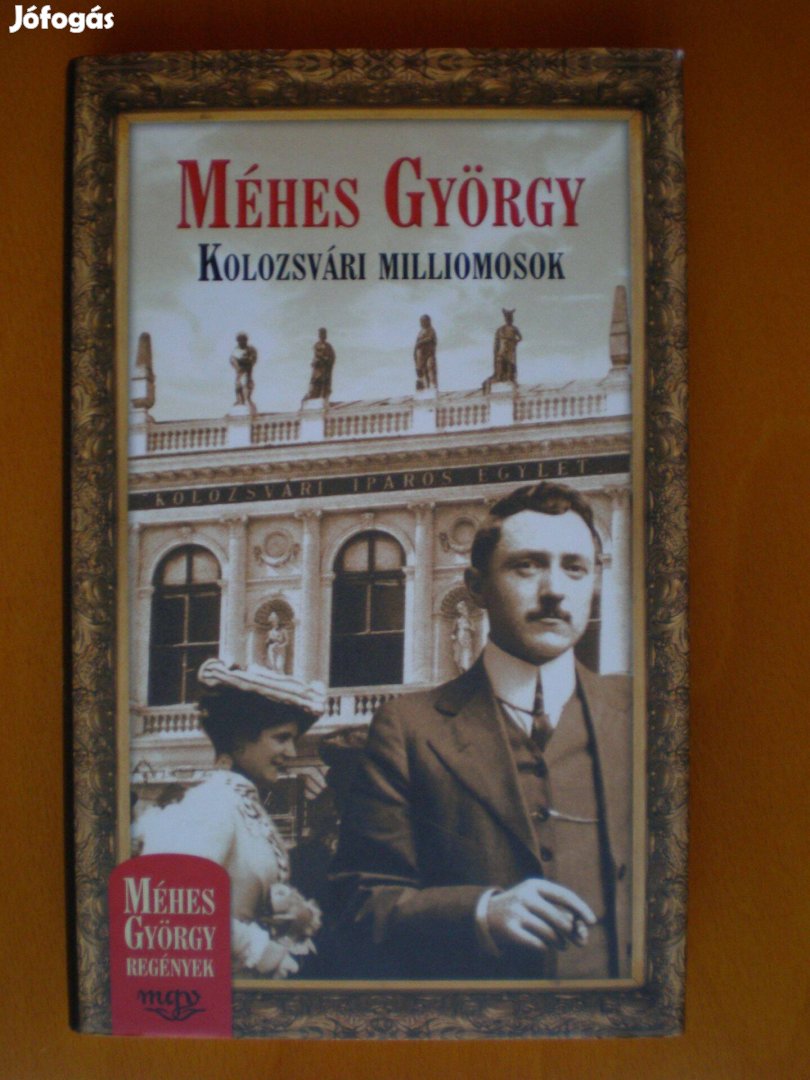 Jófogás
MÉHES GYÖRGY
KOLOZSVÁRI MILLIOMOSOK
KOLOZSVÁRI IPAROS EGYLET
MÉHES
GYÖRGY
REGÉNYEK
mgv